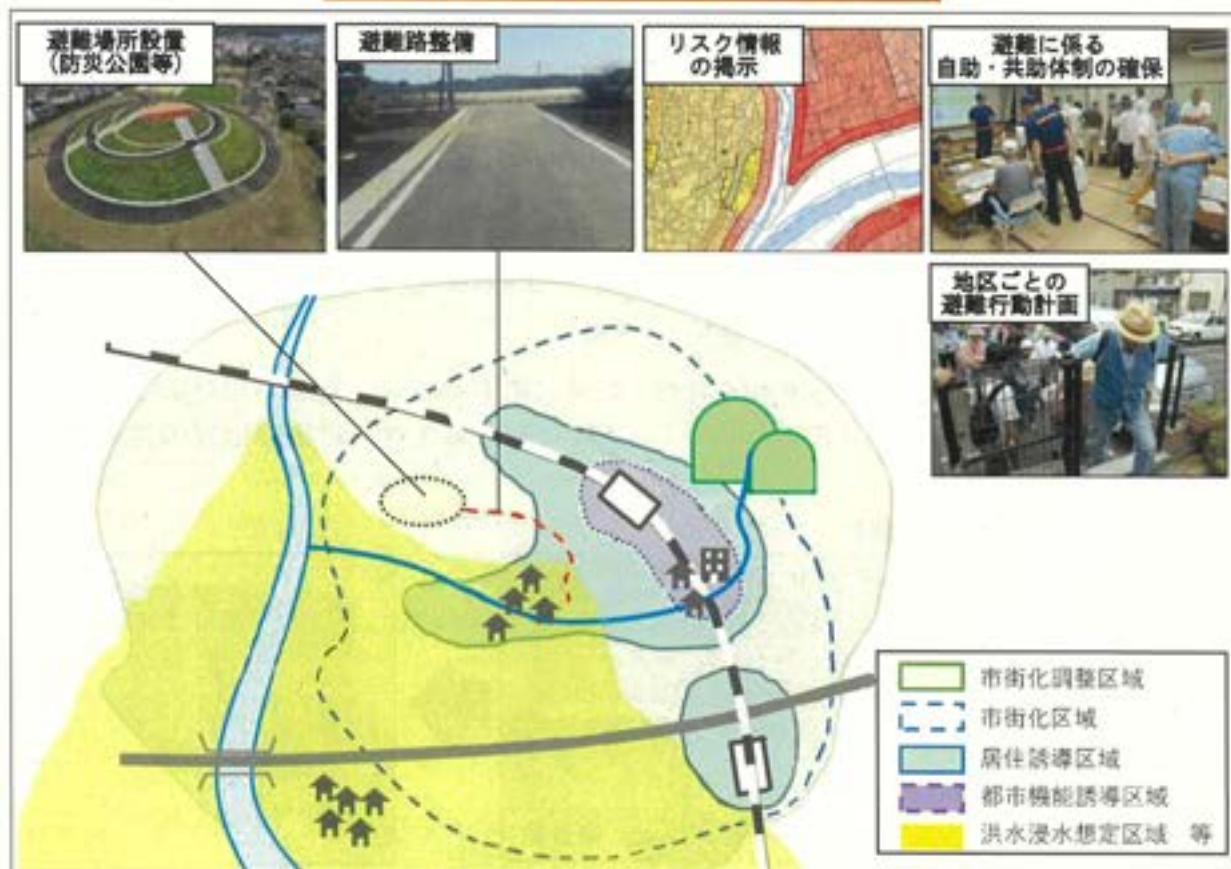 避難場所設置
(防災公園等)
避難路整備
リスク情報
の掲示
避難に係る
自助・共助体制の確保
地区ごとの
避難行動計画
市街化調整区域
市街化区域
居住誘導区域
都市機能誘導区域
洪水浸水想定区域 等